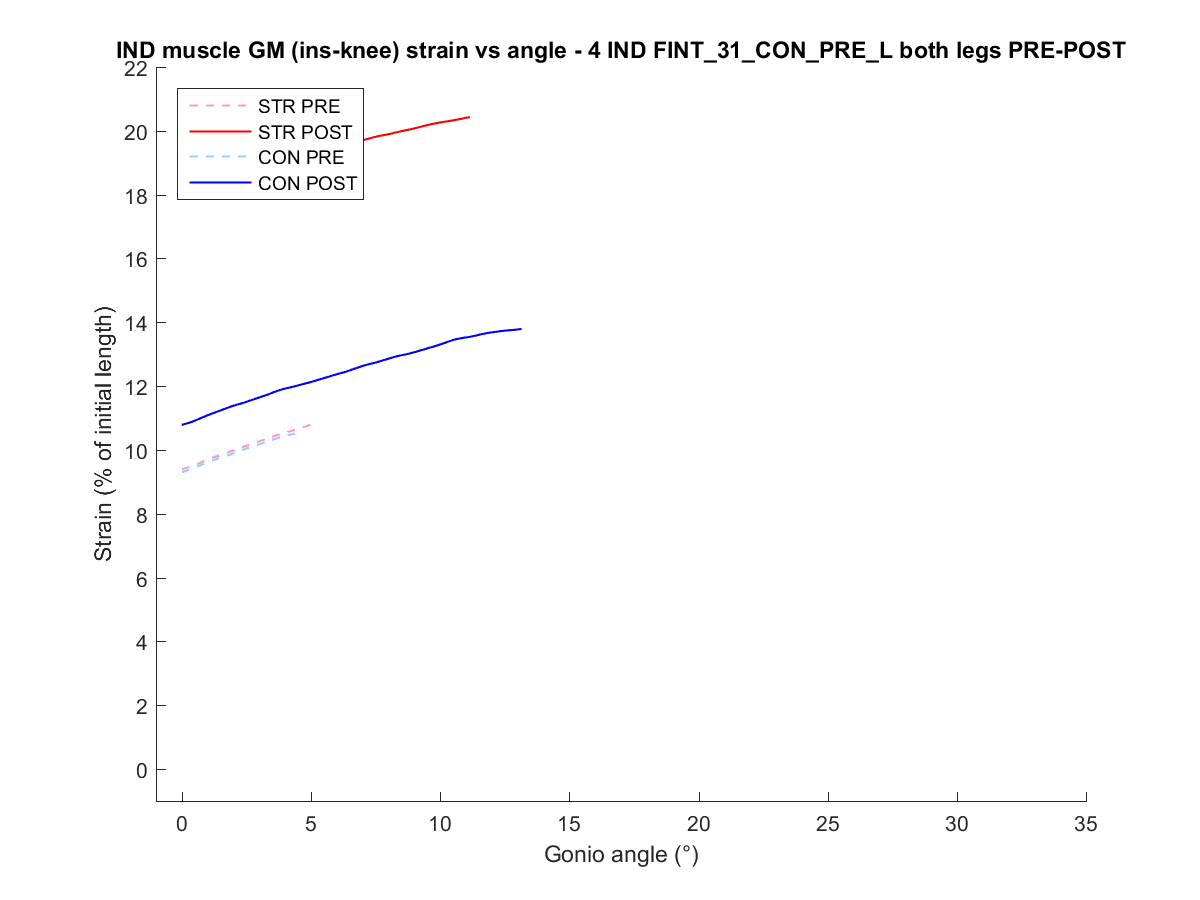 IND muscle GM (ins-knee) strain vs angle - 4 IND FINT_31_CON_PRE_L both legs PRE-POST
22
20
18
16
14
12
10
8
6
4
2
0
STR PRE
STR POST
CON PRE
CON POST
Strain (% of initial length)
0 5 10 15 20 25 30 35
Gonio angle (°)